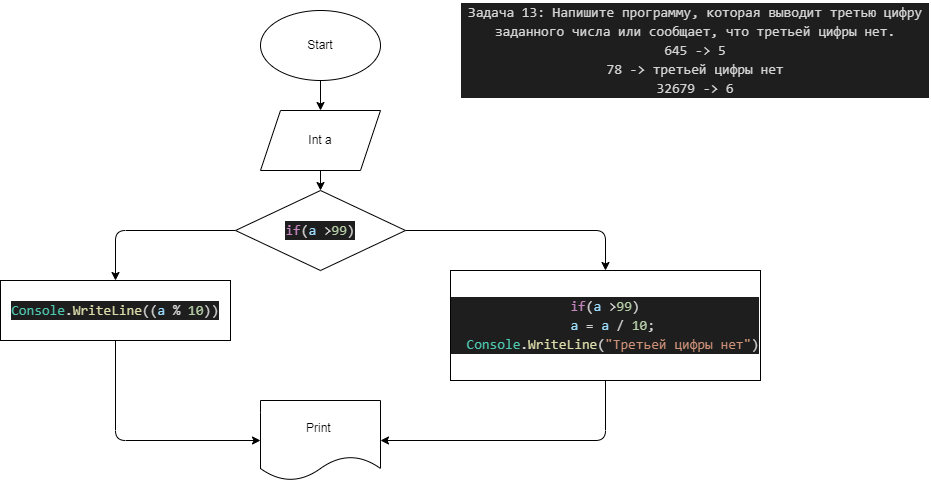 Задача 13: Напишите программу, которая выводит третью цифру
заданного числа или сообщает, что третьей цифры нет.
645 -> 5
78 -> третьей цифры нет
32679 -> 6
Start
Int a
if(a >99)
Console.WriteLine((a % 10))
if(a >99)
a = a / 10;
Console.WriteLine("Третьей цифры нет")
Print